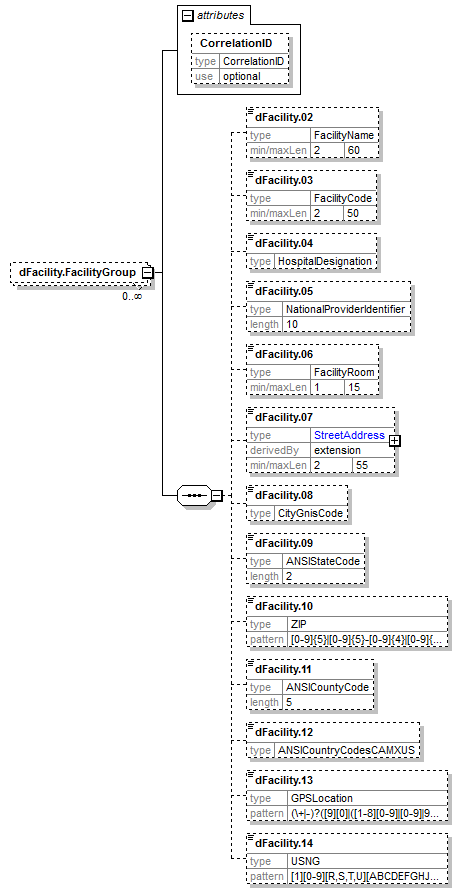 attributes
CorrelationID
type CorrelationID
use optional
dFacility.FacilityGroup
0..∞
dFacility.02
type FacilityName
min/maxLen 2 60
dFacility.03
type FacilityCode
min/maxLen 2 50
dFacility.04
type HospitalDesignation
dFacility.05
type NationalProviderIdentifier
length 10
dFacility.06
type FacilityRoom
min/maxLen 1 15
dFacility.07
type StreetAddress
derivedBy extension
min/maxLen 2 55
dFacility.08
type CityGnisCode
dFacility.09
type ANSIStateCode
length 2
dFacility.10
type ZIP
pattern [0-9]{5}|[0-9]{5}-[0-9]{4}|[0-9]{...
dFacility.11
type ANSICountyCode
length 5
dFacility.12
type ANSICountryCodesCAMXUS
dFacility.13
type GPSLocation
pattern (\+|-)?([9][0]|([1-8][0-9]|[0-9]|9...
dFacility.14
type USNG
pattern [1][0-9][R,S,T,U][ABCDEFGHJ...